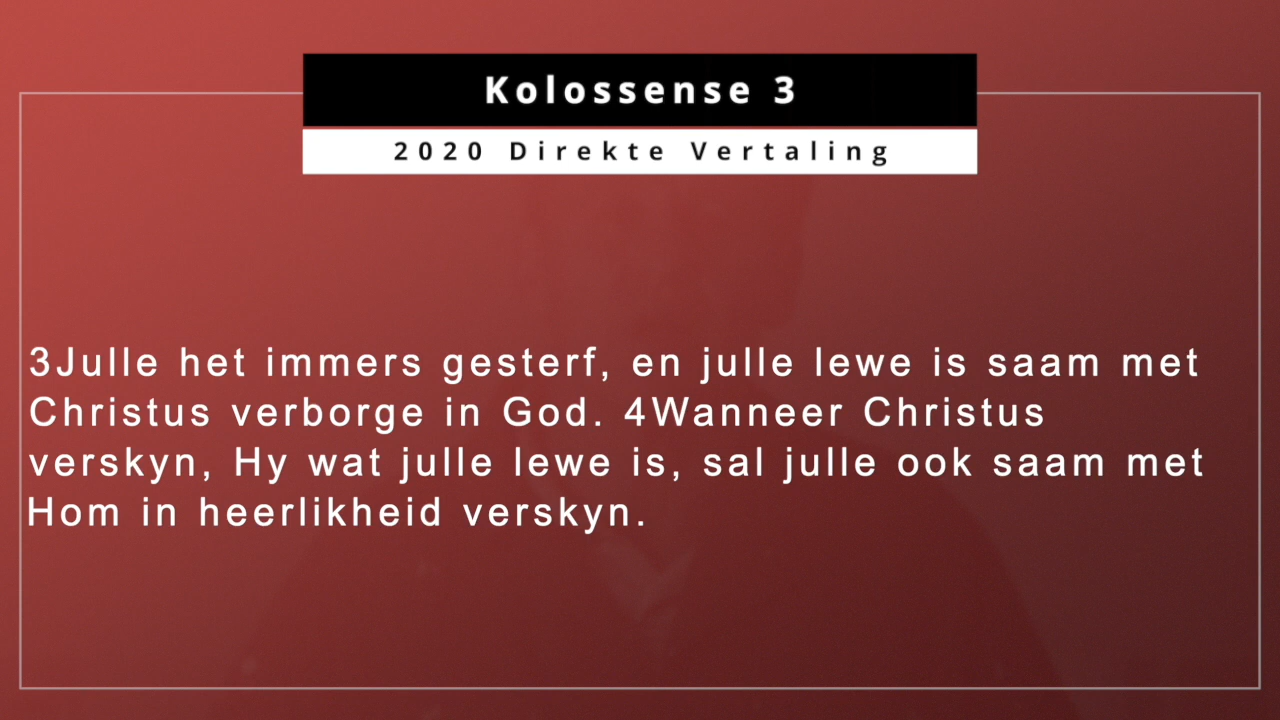 Kolossense 3
2020 Direkte Vertaling
3Julle het immers gesterf, en julle lewe is saam met
Christus verborge in God. 4Wanneer Christus
verskyn, Hy wat julle lewe is, sal julle ook saam met
Hom in heerlikheid verskyn.